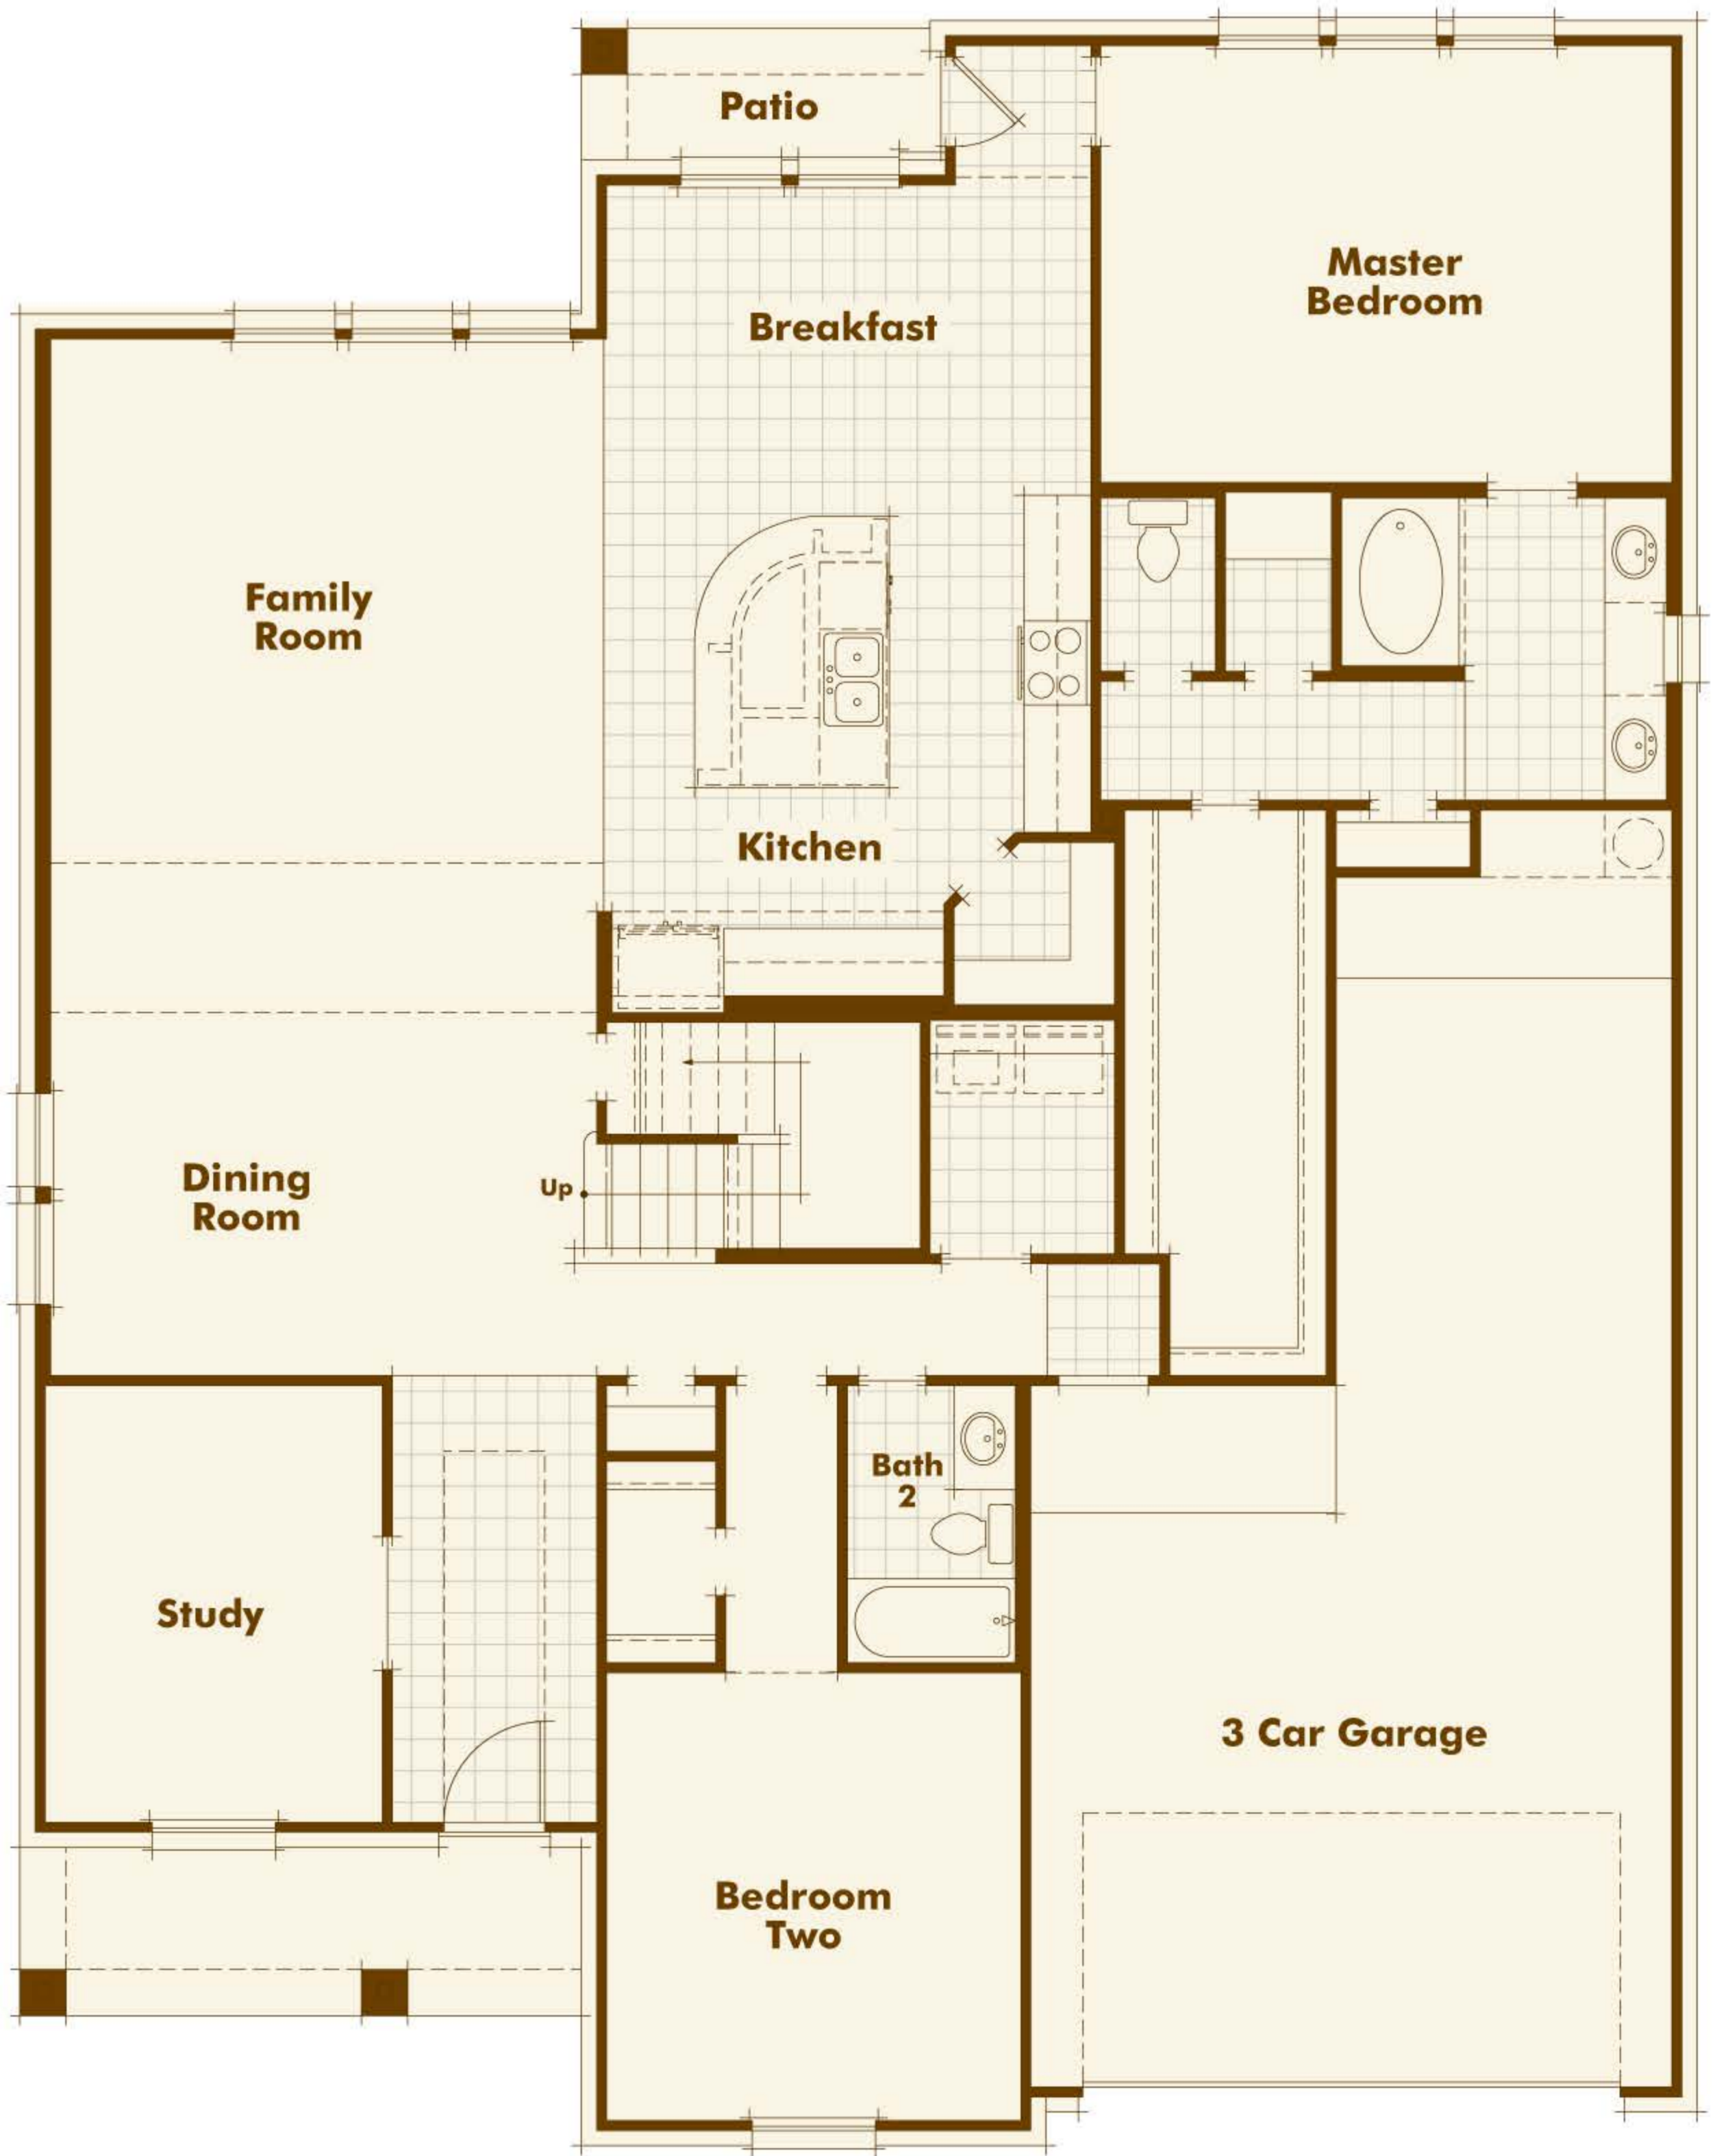 Patio
Master
Bedroom
Breakfast
Family
Room
Kitchen
Dining
Room
Up
Bath
2
Study
3 Car Garage
Bedroom
Two